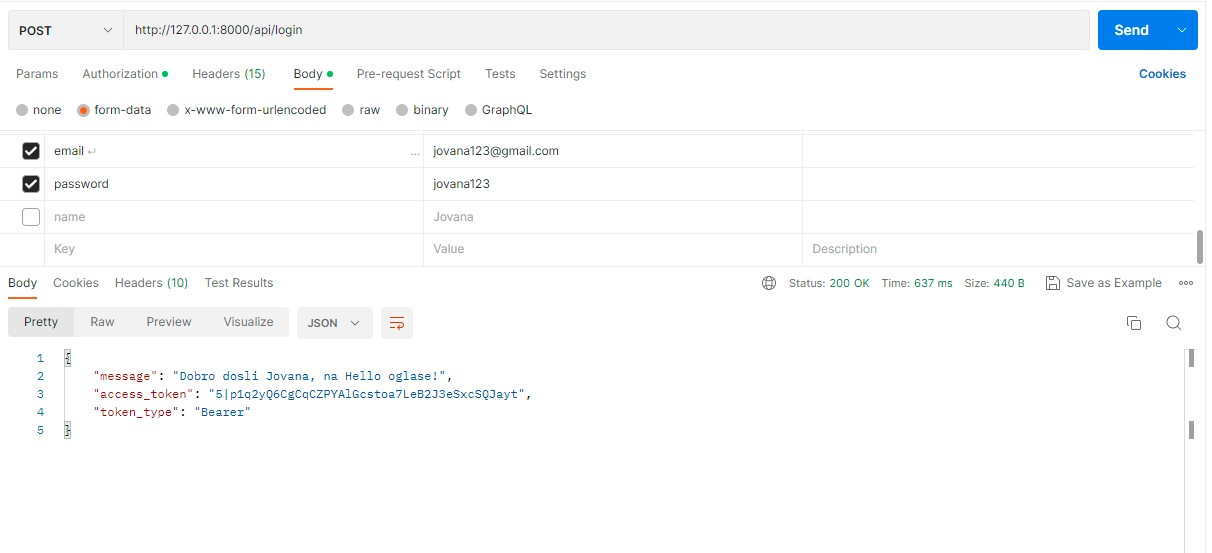 POST http://127.0.0.1:8000/api/login Send
Params Authorization Headers (15) Body Pre-request Script Tests Settings Cookies
none form-data x-www-form-urlencoded raw binary GraphQL
email ↵ ... jovana123@gmail.com
password jovana123
name Jovana
Key Value Description
Body Cookies Headers (10) Test Results Status: 200 OK Time: 637 ms Size: 440 B Save as Example
Pretty Raw Preview Visualize JSON
1 {
2 "message": "Dobro dosli Jovana, na Hello oglase!",
3 "access_token": "5|p1q2yQ6CgCqCZPYAlGcstoa7LeB2J3eSxcSQJayt",
4 "token_type": "Bearer"
5 }